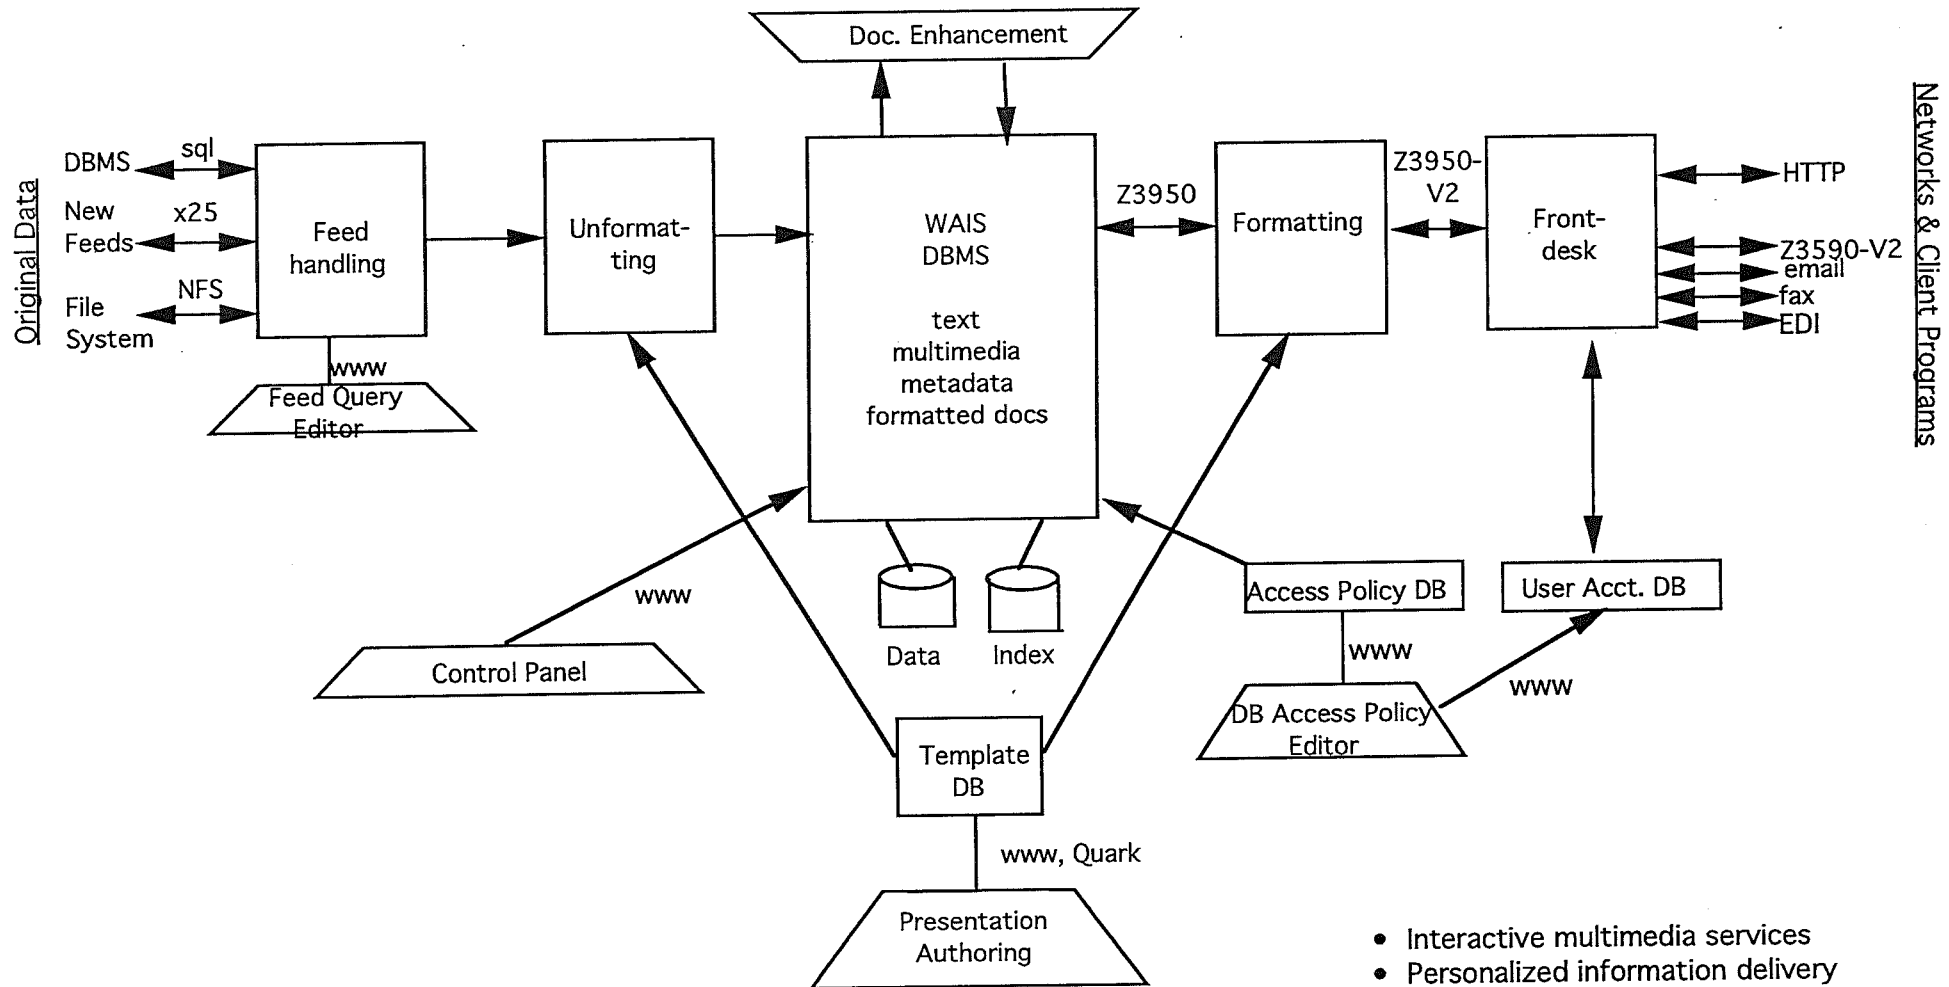 Doc. Enhancement
Original Data
DBMS
sql
New
Feeds
x25
File
System
NFS
Feed
handling
www
Feed Query
Editor
Unformat-
ting
WAIS
DBMS
text
multimedia
metadata
formatted docs
Z3950
Formatting
Z3950-
V2
Front-
desk
HTTP
Z3590-V2
email
fax
EDI
Networks & Client Programs
www
Control Panel
Data
Index
Access Policy DB
User Acct. DB
www
www
DB Access Policy
Editor
Template
DB
www, Quark
Presentation
Authoring
• Interactive multimedia services
• Personalized information delivery